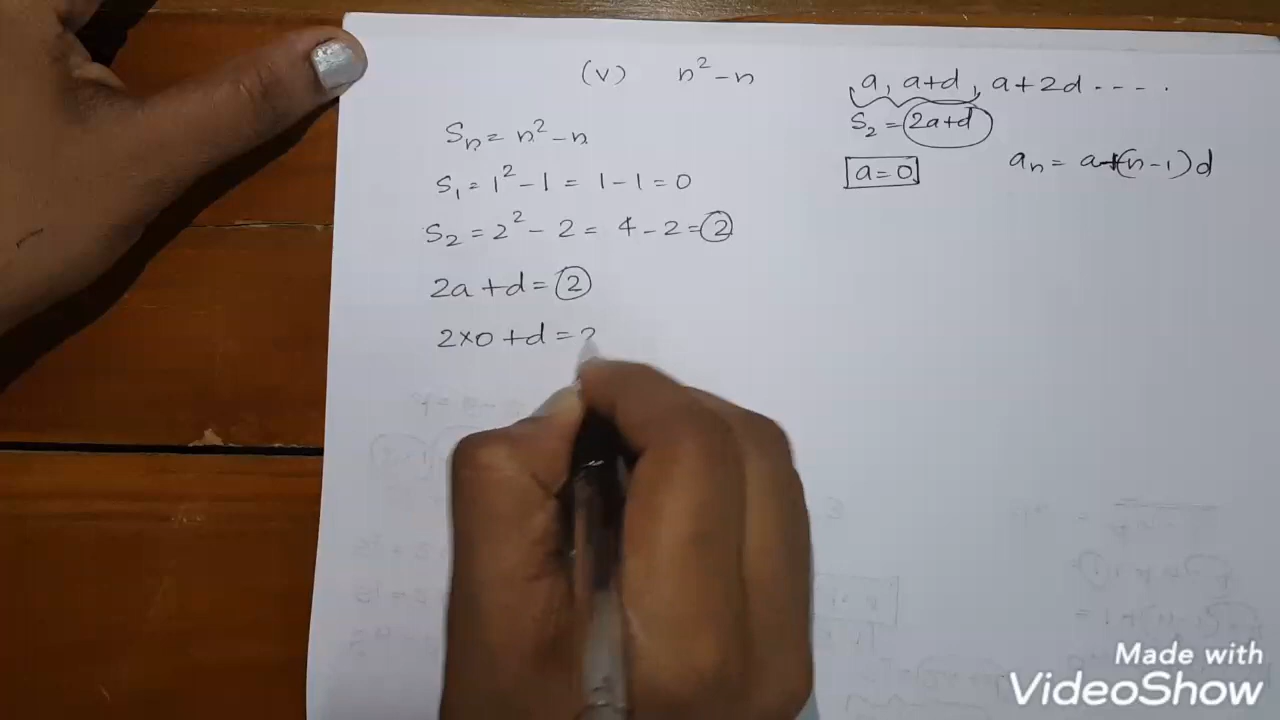 (v) n² - n
Sn = n² - n
S₁ = 1² - 1 = 1 - 1 = 0
S₂ = 2² - 2 = 4 - 2 = 2
2a + d = 2
2×0 + d = 2
a, a+d, a+2d ----.
S₂ = 2a+d
a = 0
an = a+(n-1)d
Made with
VideoShow